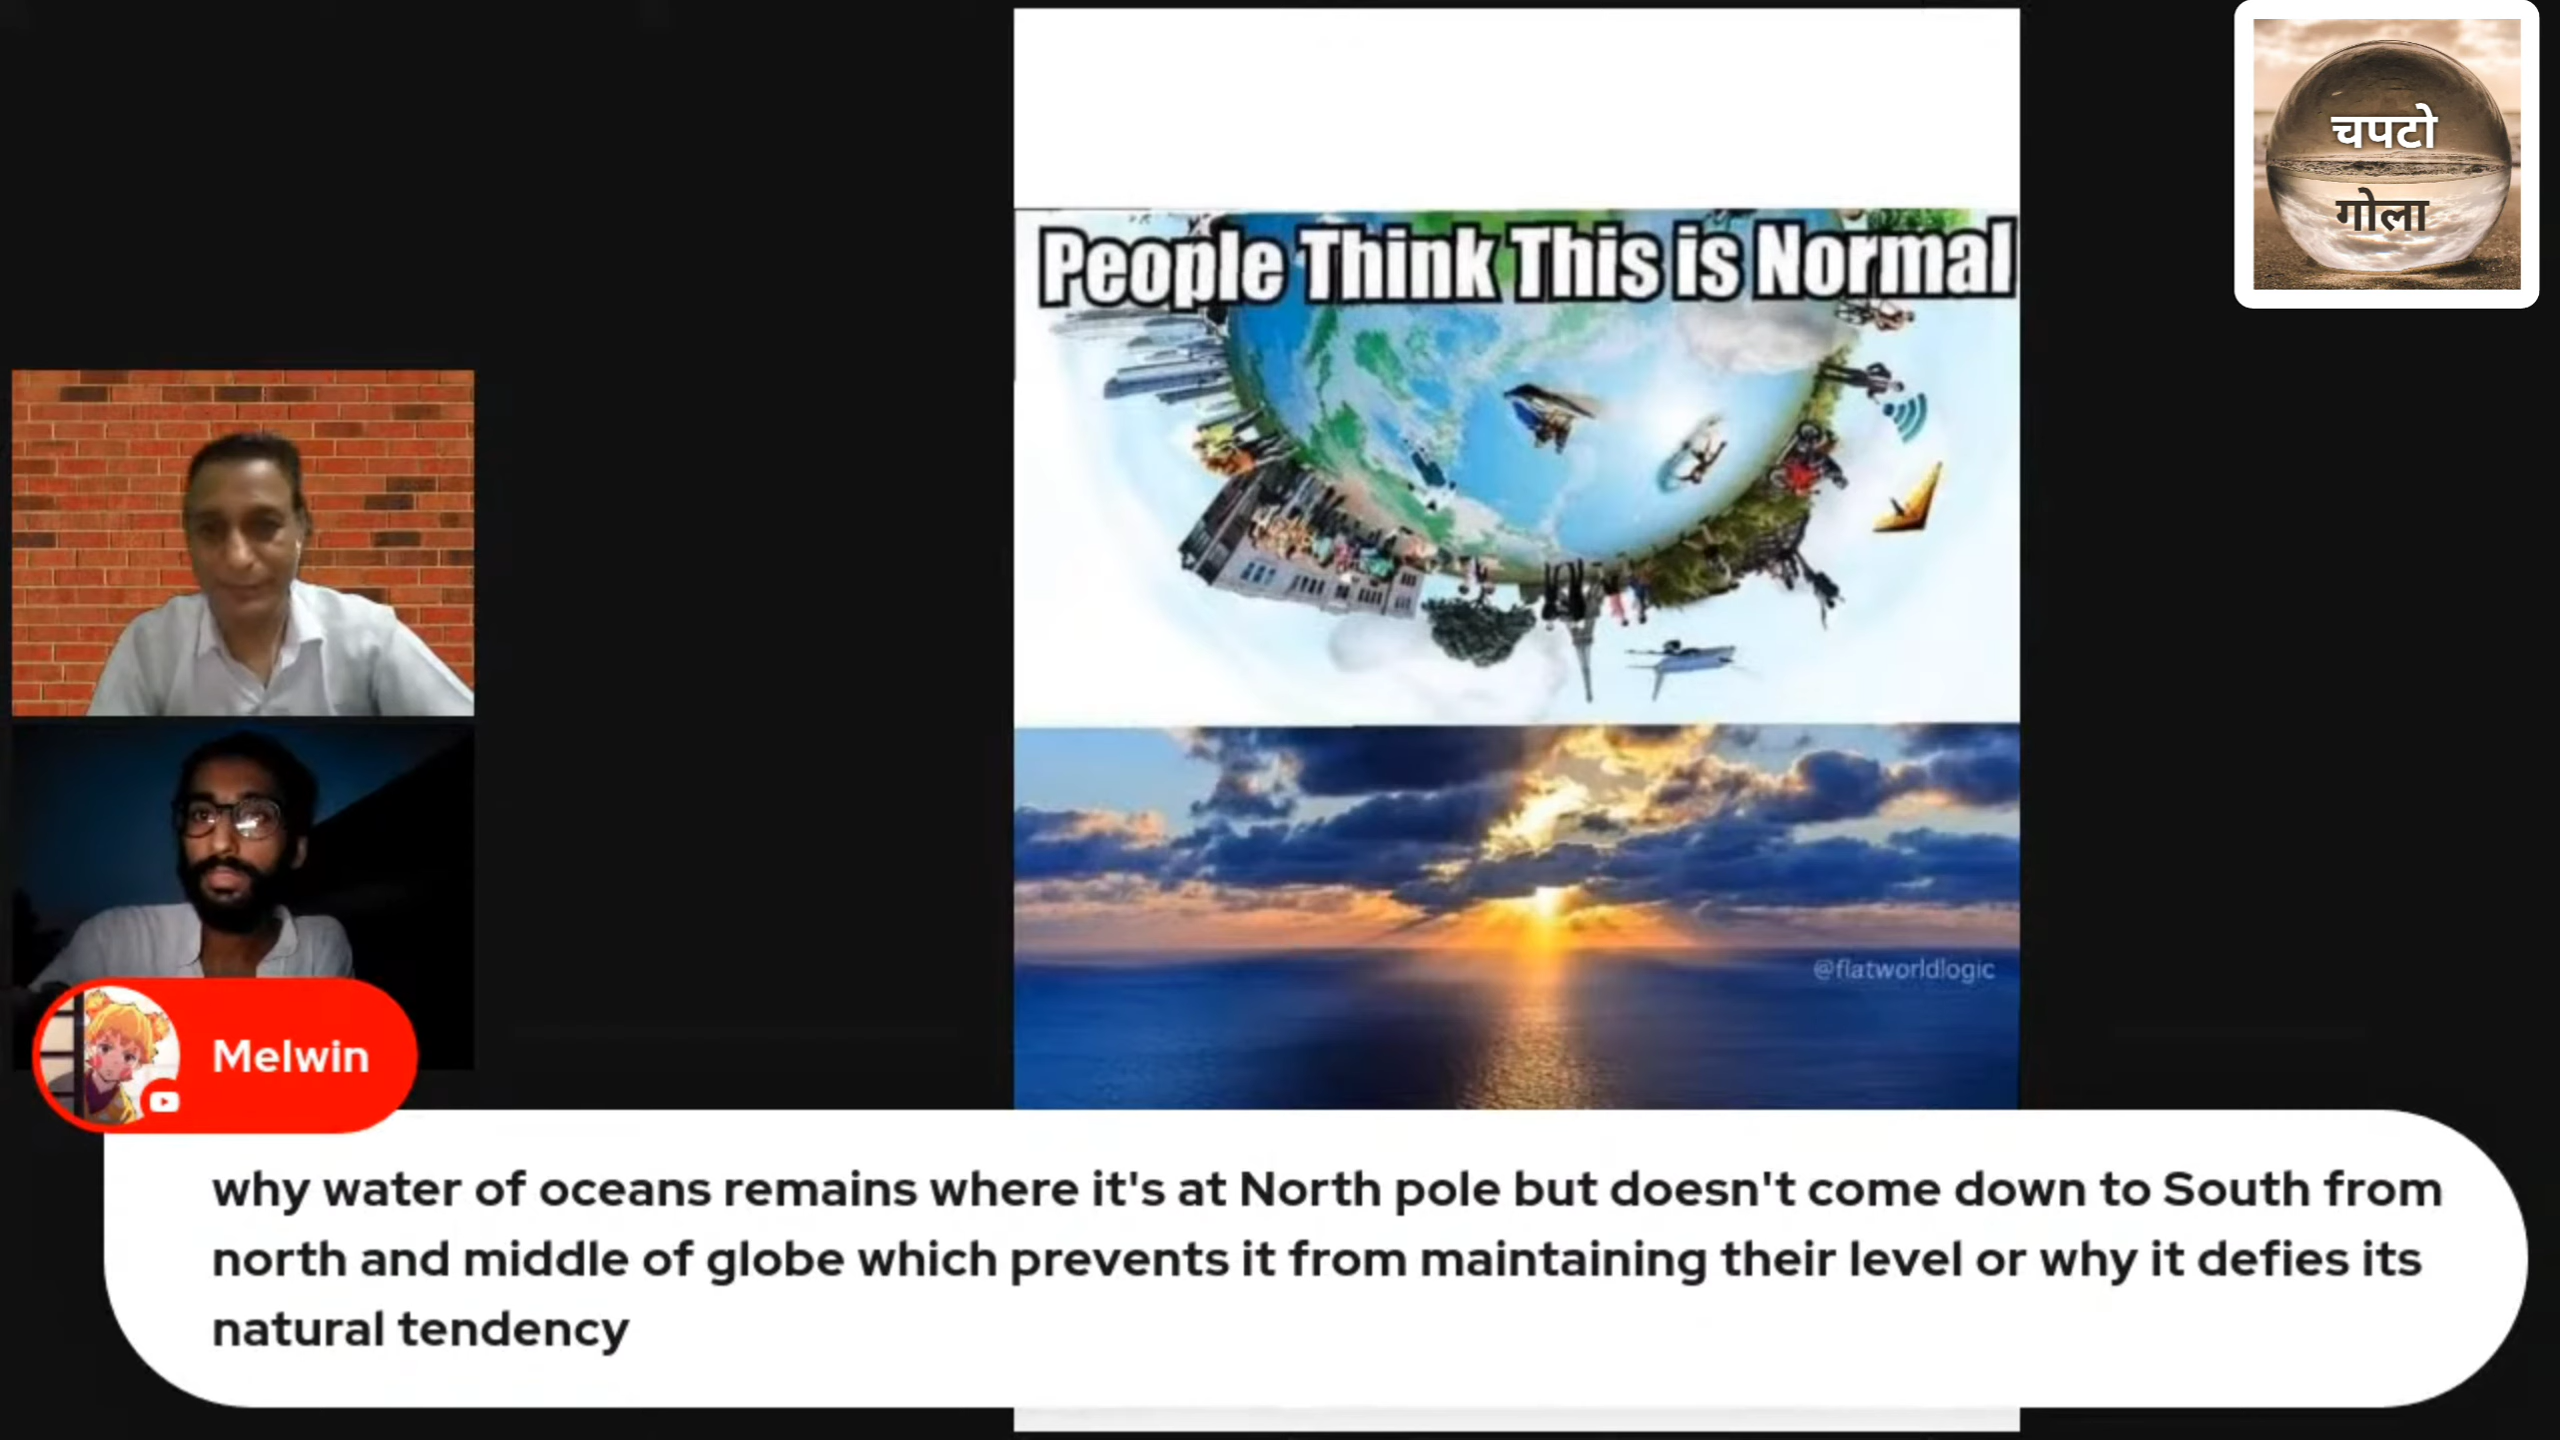 चपटो
गोला
People Think This is Normal
@flatworldlogic
Melwin
why water of oceans remains where it's at North pole but doesn't come down to South from
north and middle of globe which prevents it from maintaining their level or why it defies its
natural tendency